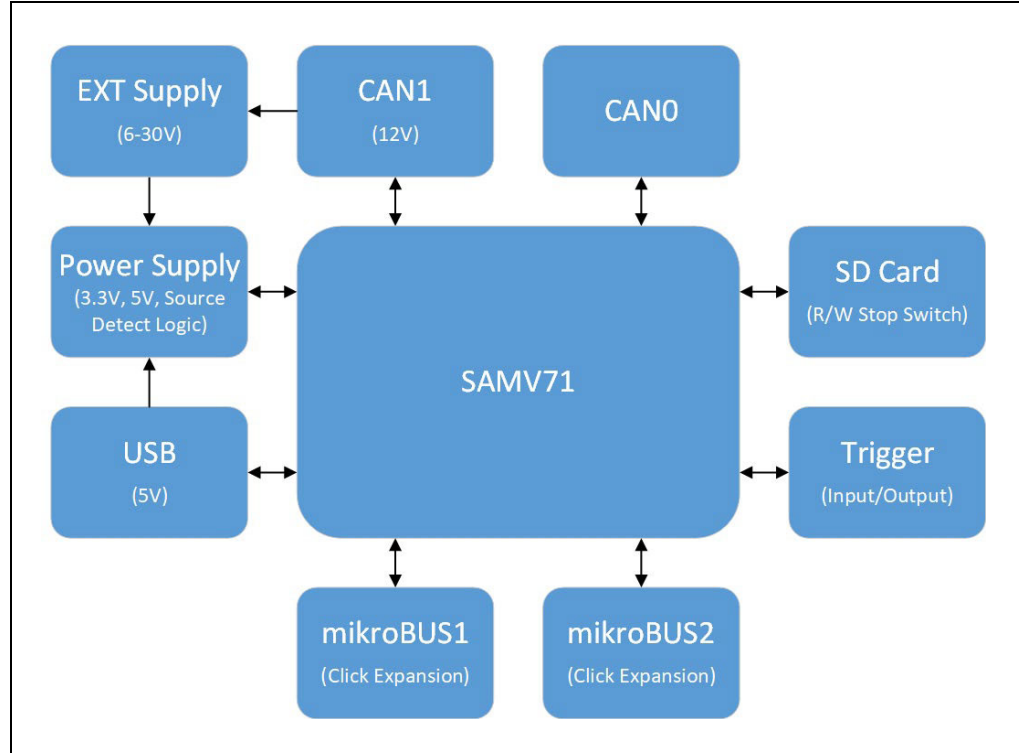 EXT Supply
(6-30V)
CAN1
(12V)
CAN0
Power Supply
(3.3V, 5V, Source
Detect Logic)
SAMV71
SD Card
(R/W Stop Switch)
USB
(5V)
Trigger
(Input/Output)
mikroBUS1
(Click Expansion)
mikroBUS2
(Click Expansion)